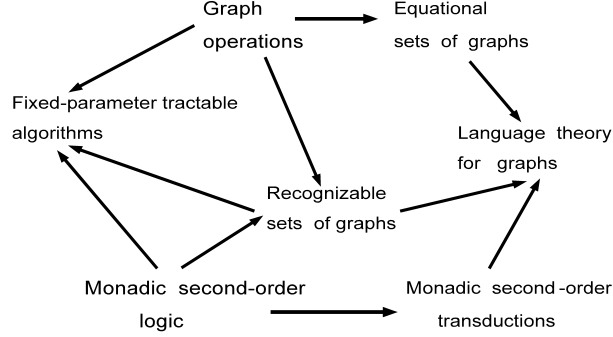 Graph
operations
Equational
sets of graphs
Fixed-parameter tractable
algorithms
Language theory
for graphs
Recognizable
sets of graphs
Monadic second-order
logic
Monadic second-order
transductions